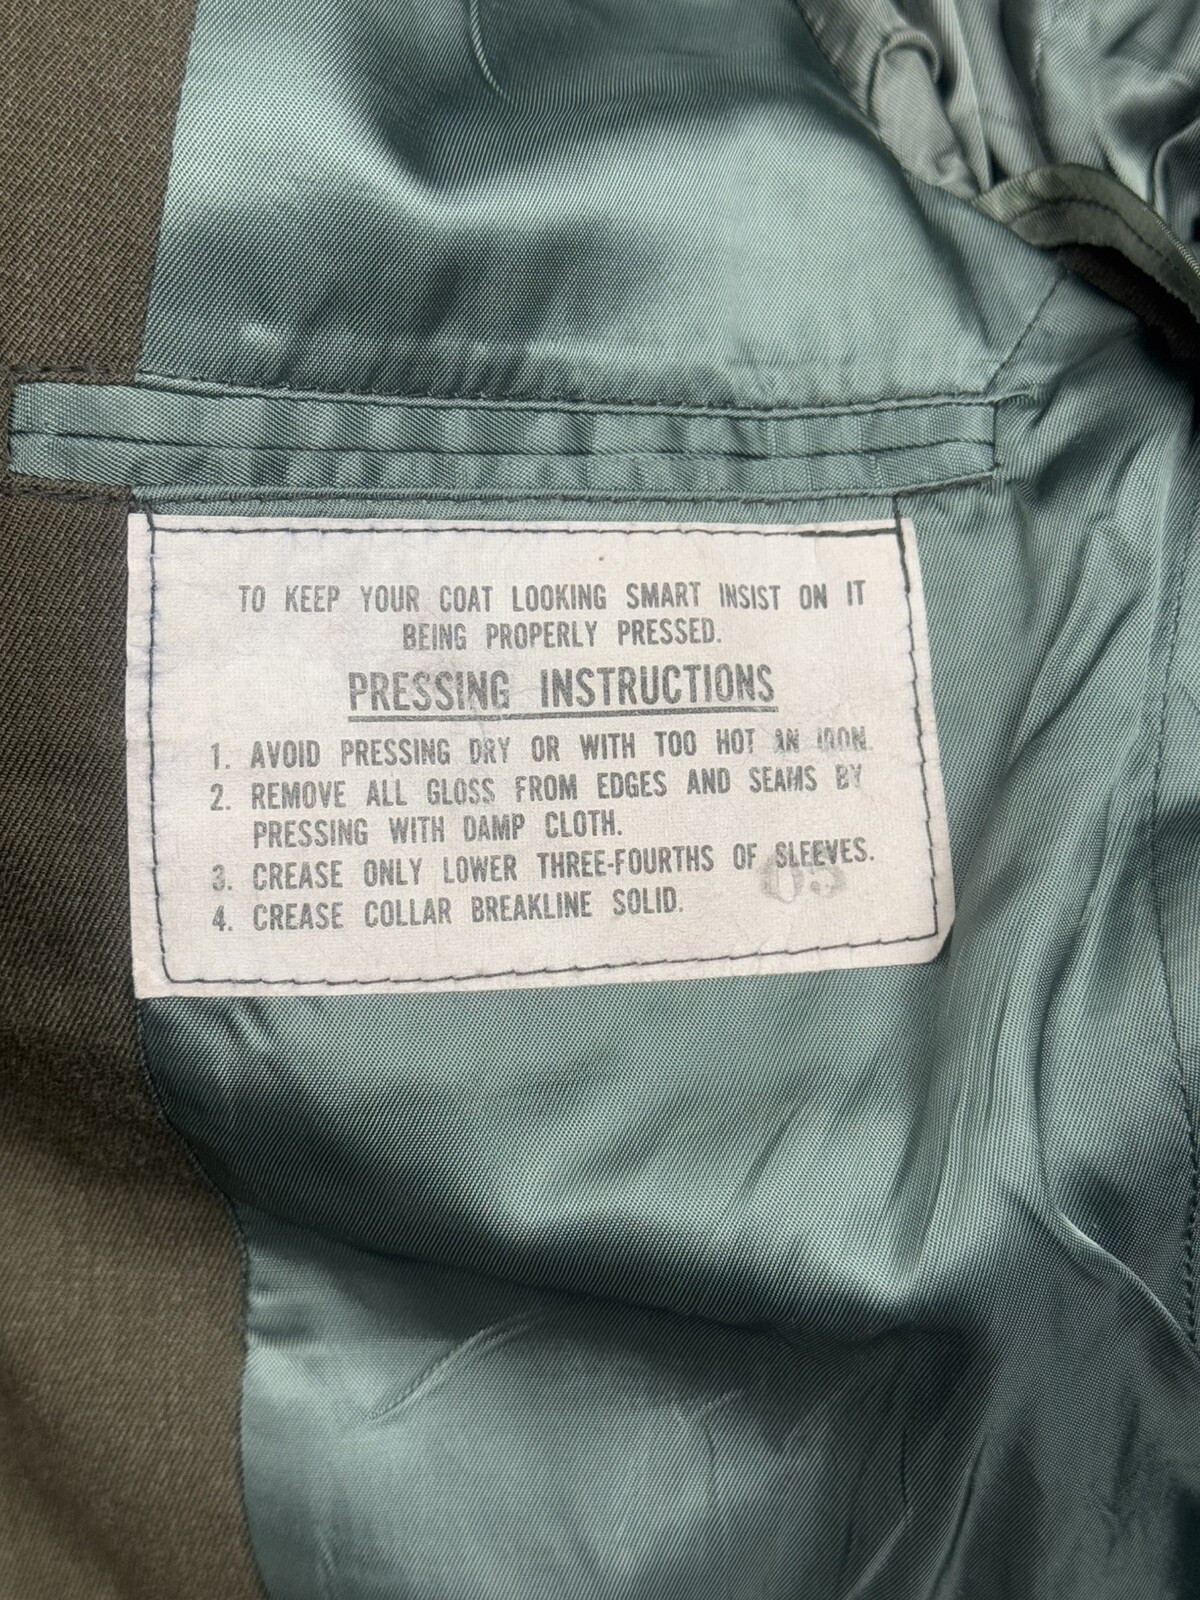 TO KEEP YOUR COAT LOOKING SMART INSIST ON IT
BEING PROPERLY PRESSED.
PRESSING INSTRUCTIONS
1. AVOID PRESSING DRY OR WITH TOO HOT AN IRON.
2. REMOVE ALL GLOSS FROM EDGES AND SEAMS BY
PRESSING WITH DAMP CLOTH.
3. CREASE ONLY LOWER THREE-FOURTHS OF SLEEVES.
4. CREASE COLLAR BREAKLINE SOLID.